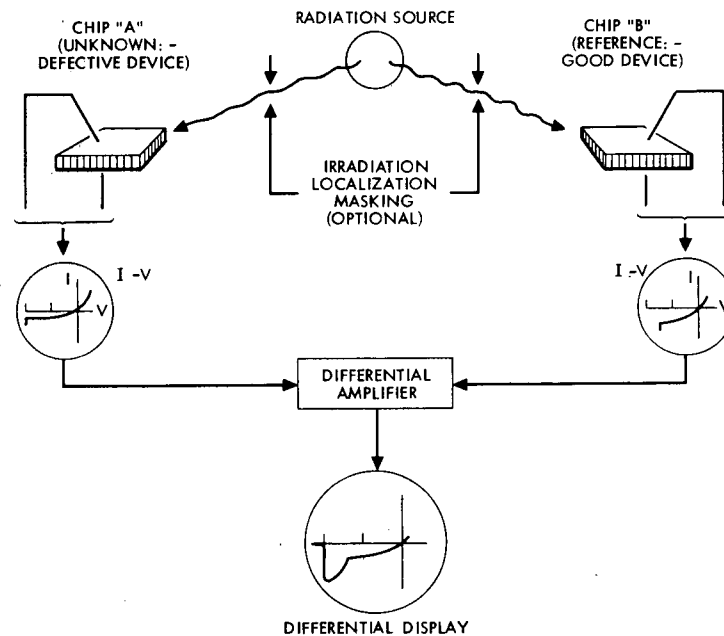 RADIATION SOURCE
CHIP "A"
(UNKNOWN: -
DEFECTIVE DEVICE)
CHIP "B"
(REFERENCE: -
GOOD DEVICE)
IRRADIATION
LOCALIZATION
MASKING
(OPTIONAL)
I -V
I
V
I -V
I
V
DIFFERENTIAL
AMPLIFIER
DIFFERENTIAL DISPLAY